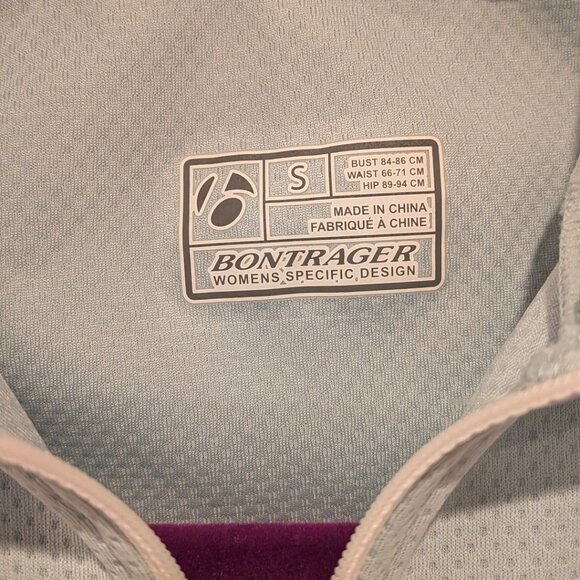 S
BUST 84-86 CM
WAIST 66-71 CM
HIP 89-94 CM
MADE IN CHINA
FABRIQUÉ À CHINE
BONTRAGER
WOMENS SPECIFIC DESIGN